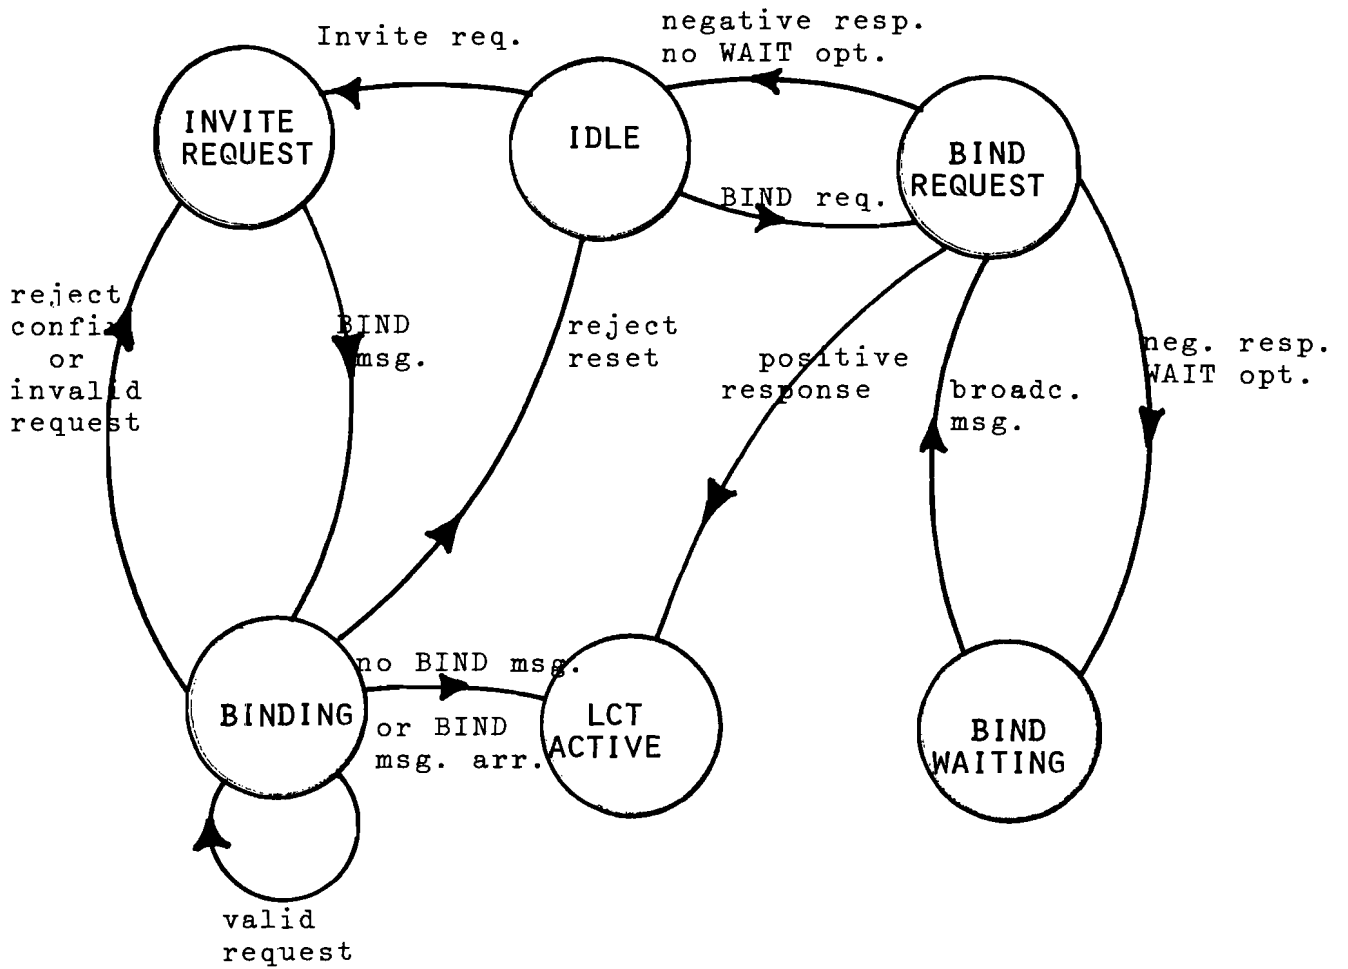 Invite req.
negative resp.
no WAIT opt.
INVITE
REQUEST
IDLE
BIND
REQUEST
BIND req.
reject
confi
or
invalid
request
BIND
msg.
reject
reset
positive
response
broadc.
msg.
neg. resp.
WAIT opt.
no BIND msg.
or BIND
msg. arr.
BINDING
LCT
ACTIVE
BIND
WAITING
valid
request